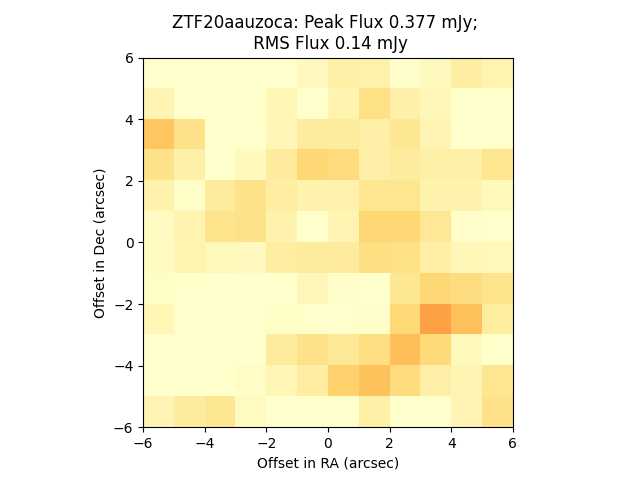 ZTF20aauzoca: Peak Flux 0.377 mJy;
RMS Flux 0.14 mJy
6
4
2
0
−2
−4
−6
Offset in Dec (arcsec)
−6 −4 −2 0 2 4 6
Offset in RA (arcsec)